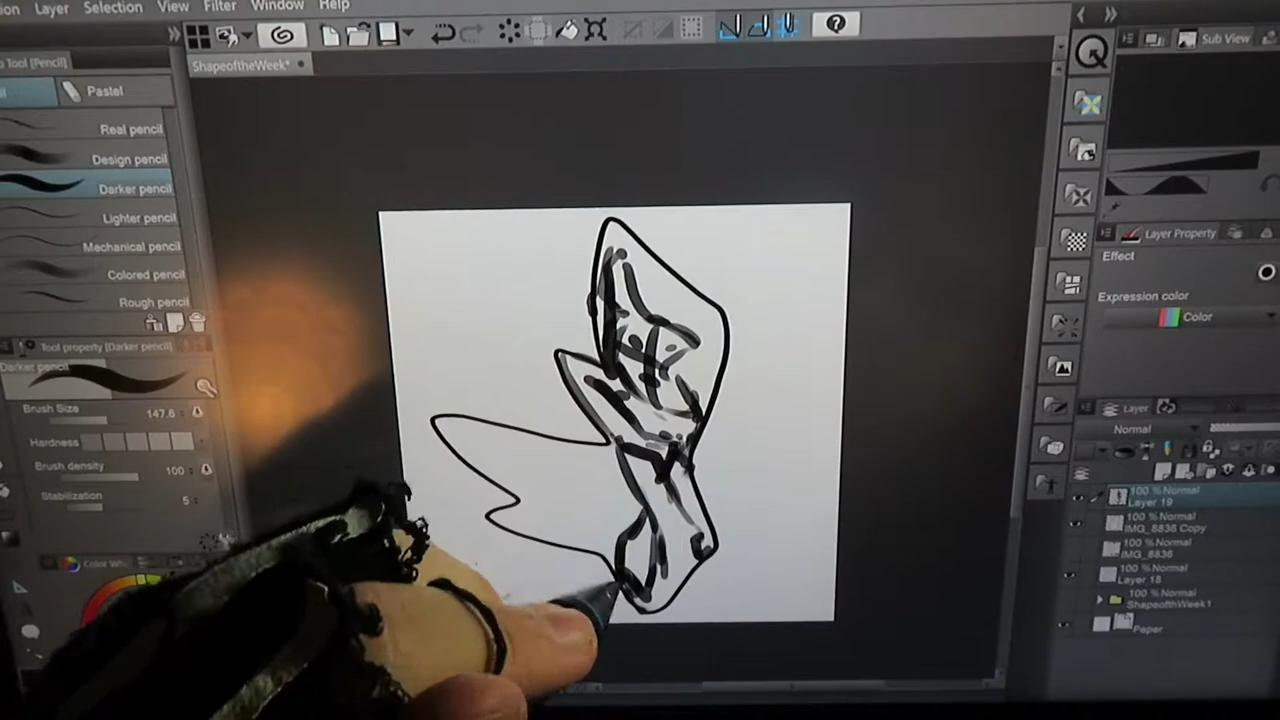 Layer Selection View Filter Window Help
Tool [Pencil]
ShapeoftheWeek*
Sub View
Pastel
Real pencil
Design pencil
Darker pencil
Lighter pencil
Mechanical pencil
Colored pencil
Rough pencil
Tool property [Darker pencil]
Darker pencil
Brush Size 147.6
Hardness
Brush density 100
Stabilization 5
Color
Layer Property
Effect
Expression color
Color
Layer
Normal
100 % Normal
Layer 19
100 % Normal
IMG_8836 Copy
100 % Normal
IMG_8836
100 % Normal
Layer 18
100 % Normal
ShapeofthWeek1
Paper